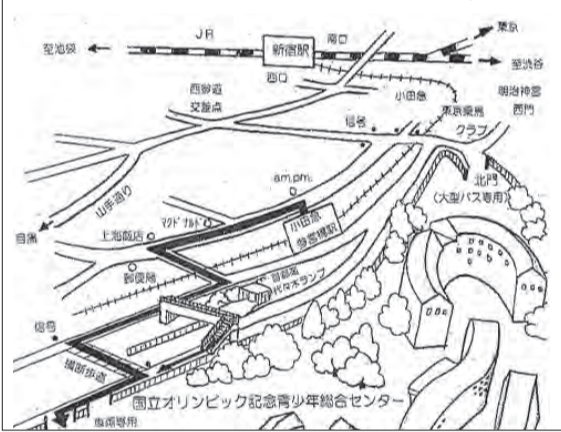 JR
新宿駅
南口
東京
至池袋
至渋谷
西口
小田急
明治神宮
西門
西参道
交差点
信号
東京乗馬
クラブ
北門
(大型バス専用)
am.pm.
山手通り
マクドナルド
小田急
参宮橋駅
目黒
上海飯店
郵便局
首都高
代々木ランプ
信号
横断歩道
国立オリンピック記念青少年総合センター
車両専用